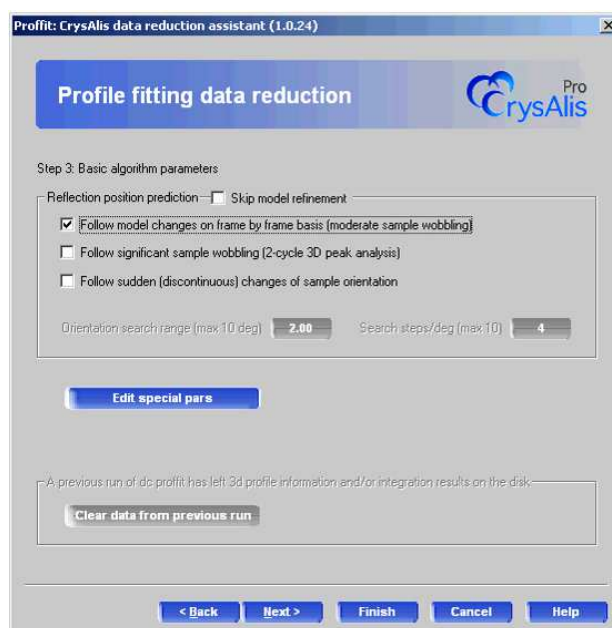 Proffit: CrysAlis data reduction assistant (1.0.24)
Profile fitting data reduction
CrysAlis Pro
Step 3: Basic algorithm parameters
Reflection position prediction Skip model refinement
Follow model changes on frame by frame basis (moderate sample wobbling)
Follow significant sample wobbling (2-cycle 3D peak analysis)
Follow sudden (discontinuous) changes of sample orientation
Orientation search range (max 10 deg) 2.00 Search steps/deg (max 10) 4
Edit special pars
A previous run of dc proffit has left 3d profile information and/or integration results on the disk
Clear data from previous run
< Back Next > Finish Cancel Help